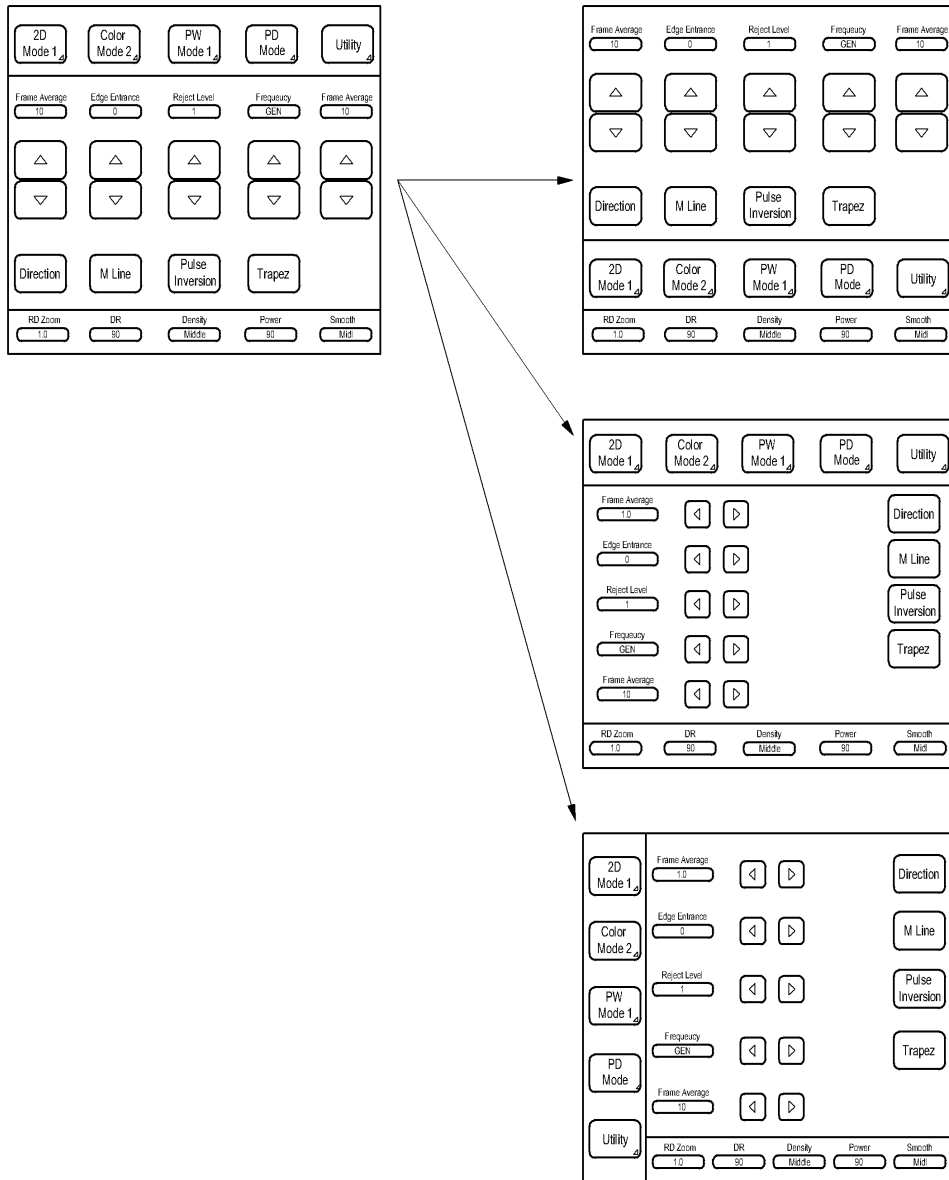 2D Mode 1 Color Mode 2 PW Mode 1 PD Mode Utility
Frame Average Edge Entrance Reject Level Frequeucy Frame Average
10 0 1 GEN 10
Direction M Line Pulse Inversion Trapez
RD Zoom DR Density Power Smooth
1.0 90 Middle 90 Midl
Frame Average Edge Entrance Reject Level Frequeucy Frame Average
10 0 1 GEN 10
Direction M Line Pulse Inversion Trapez
2D Mode 1 Color Mode 2 PW Mode 1 PD Mode Utility
RD Zoom DR Density Power Smooth
1.0 90 Middle 90 Midl
2D Mode 1 Color Mode 2 PW Mode 1 PD Mode Utility
Frame Average
1.0
Direction
Edge Entrance
0
M Line
Reject Level
1
Pulse Inversion
Frequeucy
GEN
Trapez
Frame Average
10
RD Zoom DR Density Power Smooth
1.0 90 Middle 90 Midl
2D Mode 1
Color Mode 2
PW Mode 1
PD Mode
Utility
Frame Average
1.0
Direction
Edge Entrance
0
M Line
Reject Level
1
Pulse Inversion
Frequeucy
GEN
Trapez
Frame Average
10
RD Zoom DR Density Power Smooth
1.0 90 Middle 90 Midl